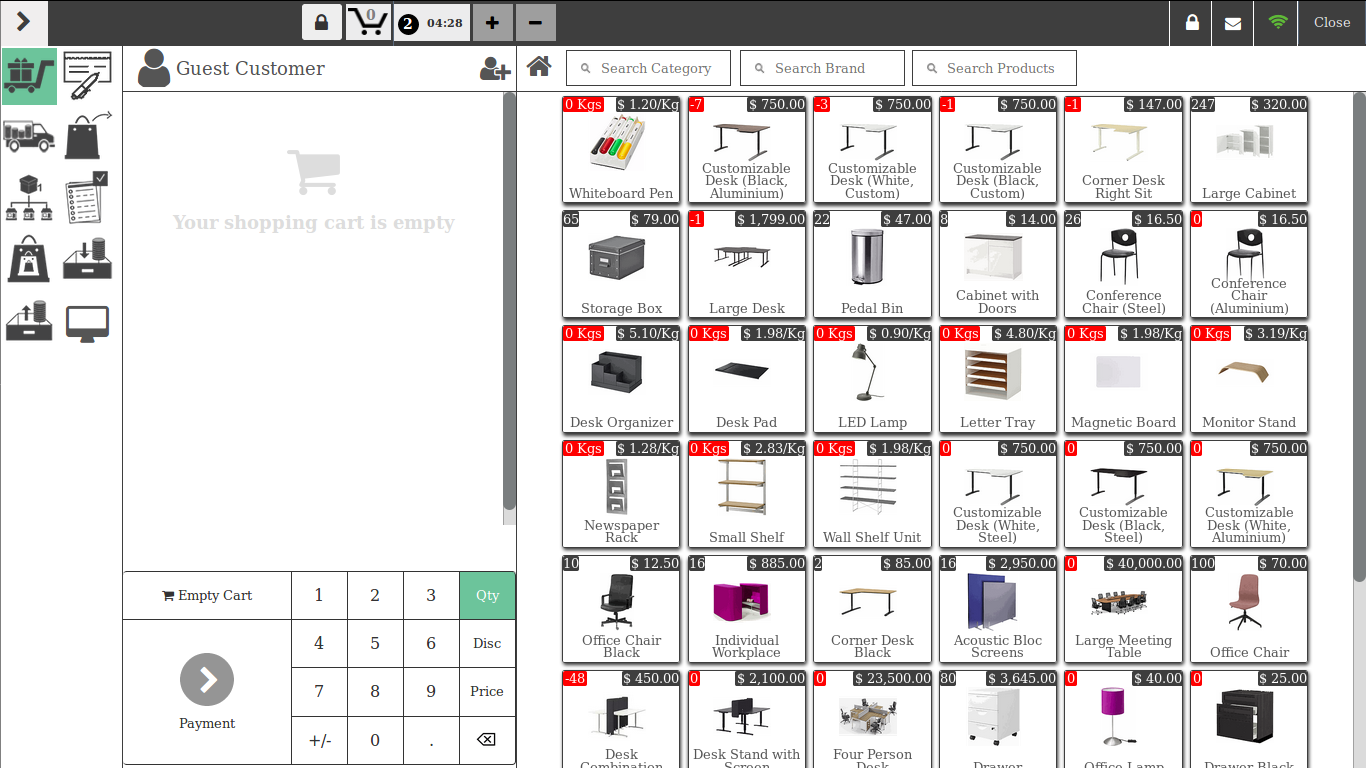 0
2 04:28
+
−
Close
Guest Customer
Search Category
Search Brand
Search Products
Your shopping cart is empty
0 Kgs $ 1.20/Kg
Whiteboard Pen
-7 $ 750.00
Customizable
Desk (Black,
Aluminium)
-3 $ 750.00
Customizable
Desk (White,
Custom)
-1 $ 750.00
Customizable
Desk (Black,
Custom)
-1 $ 147.00
Corner Desk
Right Sit
247 $ 320.00
Large Cabinet
65 $ 79.00
Storage Box
-1 $ 1,799.00
Large Desk
22 $ 47.00
Pedal Bin
8 $ 14.00
Cabinet with
Doors
26 $ 16.50
Conference
Chair (Steel)
0 $ 16.50
Conference
Chair
(Aluminium)
0 Kgs $ 5.10/Kg
Desk Organizer
0 Kgs $ 1.98/Kg
Desk Pad
0 Kgs $ 0.90/Kg
LED Lamp
0 Kgs $ 4.80/Kg
Letter Tray
0 Kgs $ 1.98/Kg
Magnetic Board
0 Kgs $ 3.19/Kg
Monitor Stand
0 Kgs $ 1.28/Kg
Newspaper
Rack
0 Kgs $ 2.83/Kg
Small Shelf
0 Kgs $ 1.98/Kg
Wall Shelf Unit
0 $ 750.00
Customizable
Desk (White,
Steel)
0 $ 750.00
Customizable
Desk (Black,
Steel)
0 $ 750.00
Customizable
Desk (White,
Aluminium)
10 $ 12.50
Office Chair
Black
16 $ 885.00
Individual
Workplace
2 $ 85.00
Corner Desk
Black
16 $ 2,950.00
Acoustic Bloc
Screens
0 $ 40,000.00
Large Meeting
Table
100 $ 70.00
Office Chair
-48 $ 450.00
Desk
Combination
0 $ 2,100.00
Desk Stand with
Screen
0 $ 23,500.00
Four Person
Desk
80 $ 3,645.00
Drawer
0 $ 40.00
Office Lamp
0 $ 25.00
Drawer Black
Empty Cart
1 2 3 Qty
4 5 6 Disc
7 8 9 Price
+/- 0 .
Payment